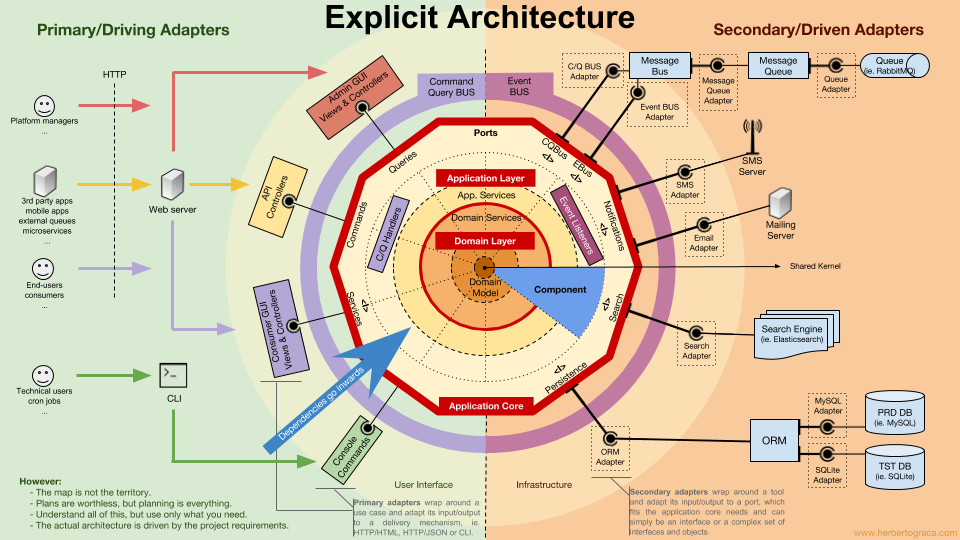 Explicit Architecture
Primary/Driving Adapters
Secondary/Driven Adapters
HTTP
Platform managers
...
3rd party apps
mobile apps
external queues
microservices
...
End-users
consumers
...
Technical users
cron jobs
...
Web server
CLI
>_
Admin GUI
Views & Controllers
API
Controllers
Consumer GUI
Views & Controllers
Console
Commands
Command
Query BUS
Event
BUS
Ports
Queries
Commands
Services
</>
CQBus
</>
EBus
</>
Notifications
</>
Search
</>
Persistence
</>
Application Layer
App. Services
Domain Services
Domain Layer
Domain
Model
C/Q Handlers
Event Listeners
Component
Application Core
Dependencies go inwards
Shared Kernel
C/Q BUS
Adapter
Message
Bus
Message
Queue
Adapter
Message
Queue
Queue
Adapter
Queue
(ie. RabbitMQ)
Event BUS
Adapter
SMS
Adapter
SMS
Server
Email
Adapter
Mailing
Server
Search
Adapter
Search Engine
(ie. Elasticsearch)
ORM
Adapter
ORM
MySQL
Adapter
SQLite
Adapter
PRD DB
(ie. MySQL)
TST DB
(ie. SQLite)
User Interface
Infrastructure
However:
- The map is not the territory.
- Plans are worthless, but planning is everything.
- Understand all of this, but use only what you need.
- The actual architecture is driven by the project requirements.
Primary adapters wrap around a
use case and adapt its input/output
to a delivery mechanism, ie.
HTTP/HTML, HTTP/JSON or CLI.
Secondary adapters wrap around a tool
and adapt its input/output to a port, which
fits the application core needs and can
simply be an interface or a complex set of
interfaces and objects.
www.herbertograca.com